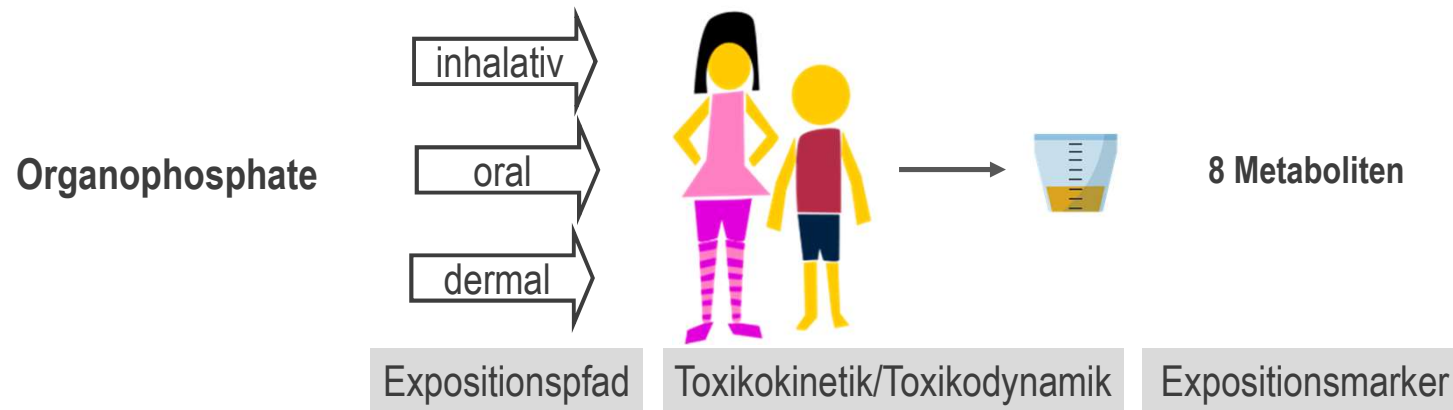 inhalativ
Organophosphate
oral
8 Metaboliten
dermal
Expositionspfad
Toxikokinetik/Toxikodynamik
Expositionsmarker